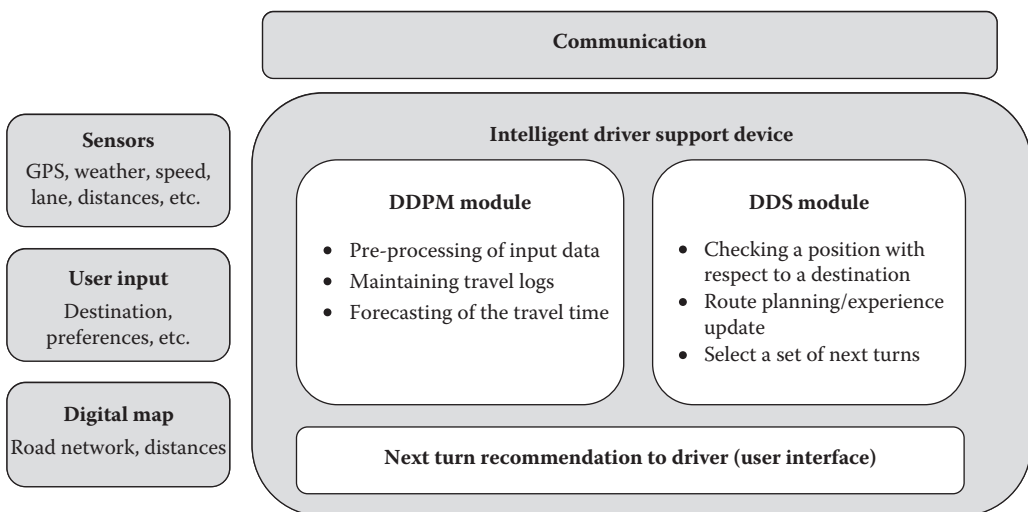 Communication
Sensors
GPS, weather, speed,
lane, distances, etc.
User input
Destination,
preferences, etc.
Digital map
Road network, distances
Intelligent driver support device
DDPM module
• Pre-processing of input data
• Maintaining travel logs
• Forecasting of the travel time
DDS module
• Checking a position with
respect to a destination
• Route planning/experience
update
• Select a set of next turns
Next turn recommendation to driver (user interface)